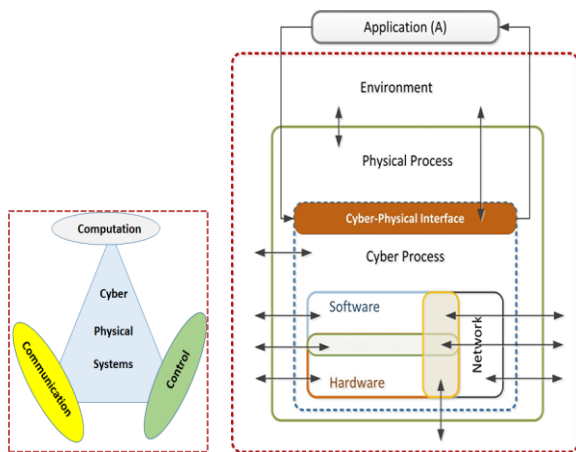 Computation
Cyber
Physical
Systems
Communication
Control
Application (A)
Environment
Physical Process
Cyber-Physical Interface
Cyber Process
Software
Network
Hardware